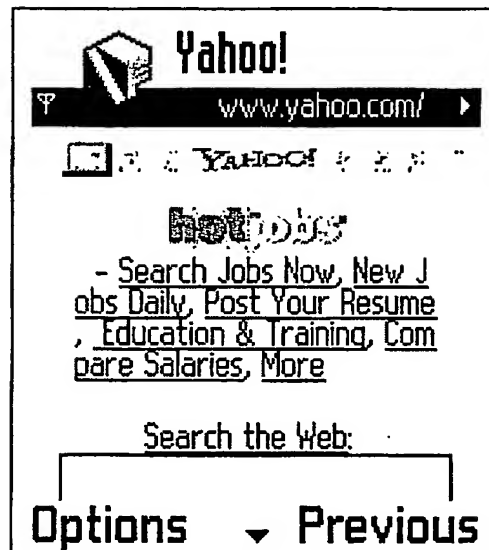 Yahoo!
www.yahoo.com/
YAHOO!
hotjobs
- Search Jobs Now, New J
obs Daily, Post Your Resume
, Education & Training, Com
pare Salaries, More
Search the Web:
Options Previous